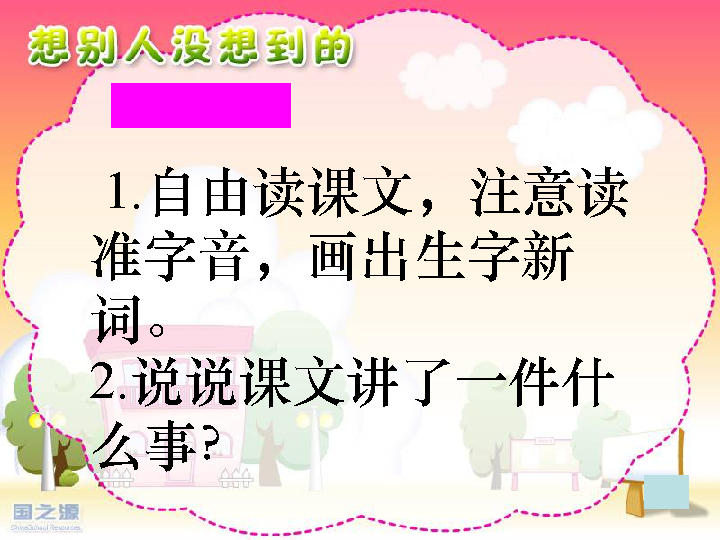 想别人没想到的
1.自由读课文，注意读
准字音，画出生字新
词。
2.说说课文讲了一件什
么事?
国之源
ChinaSchool Resources